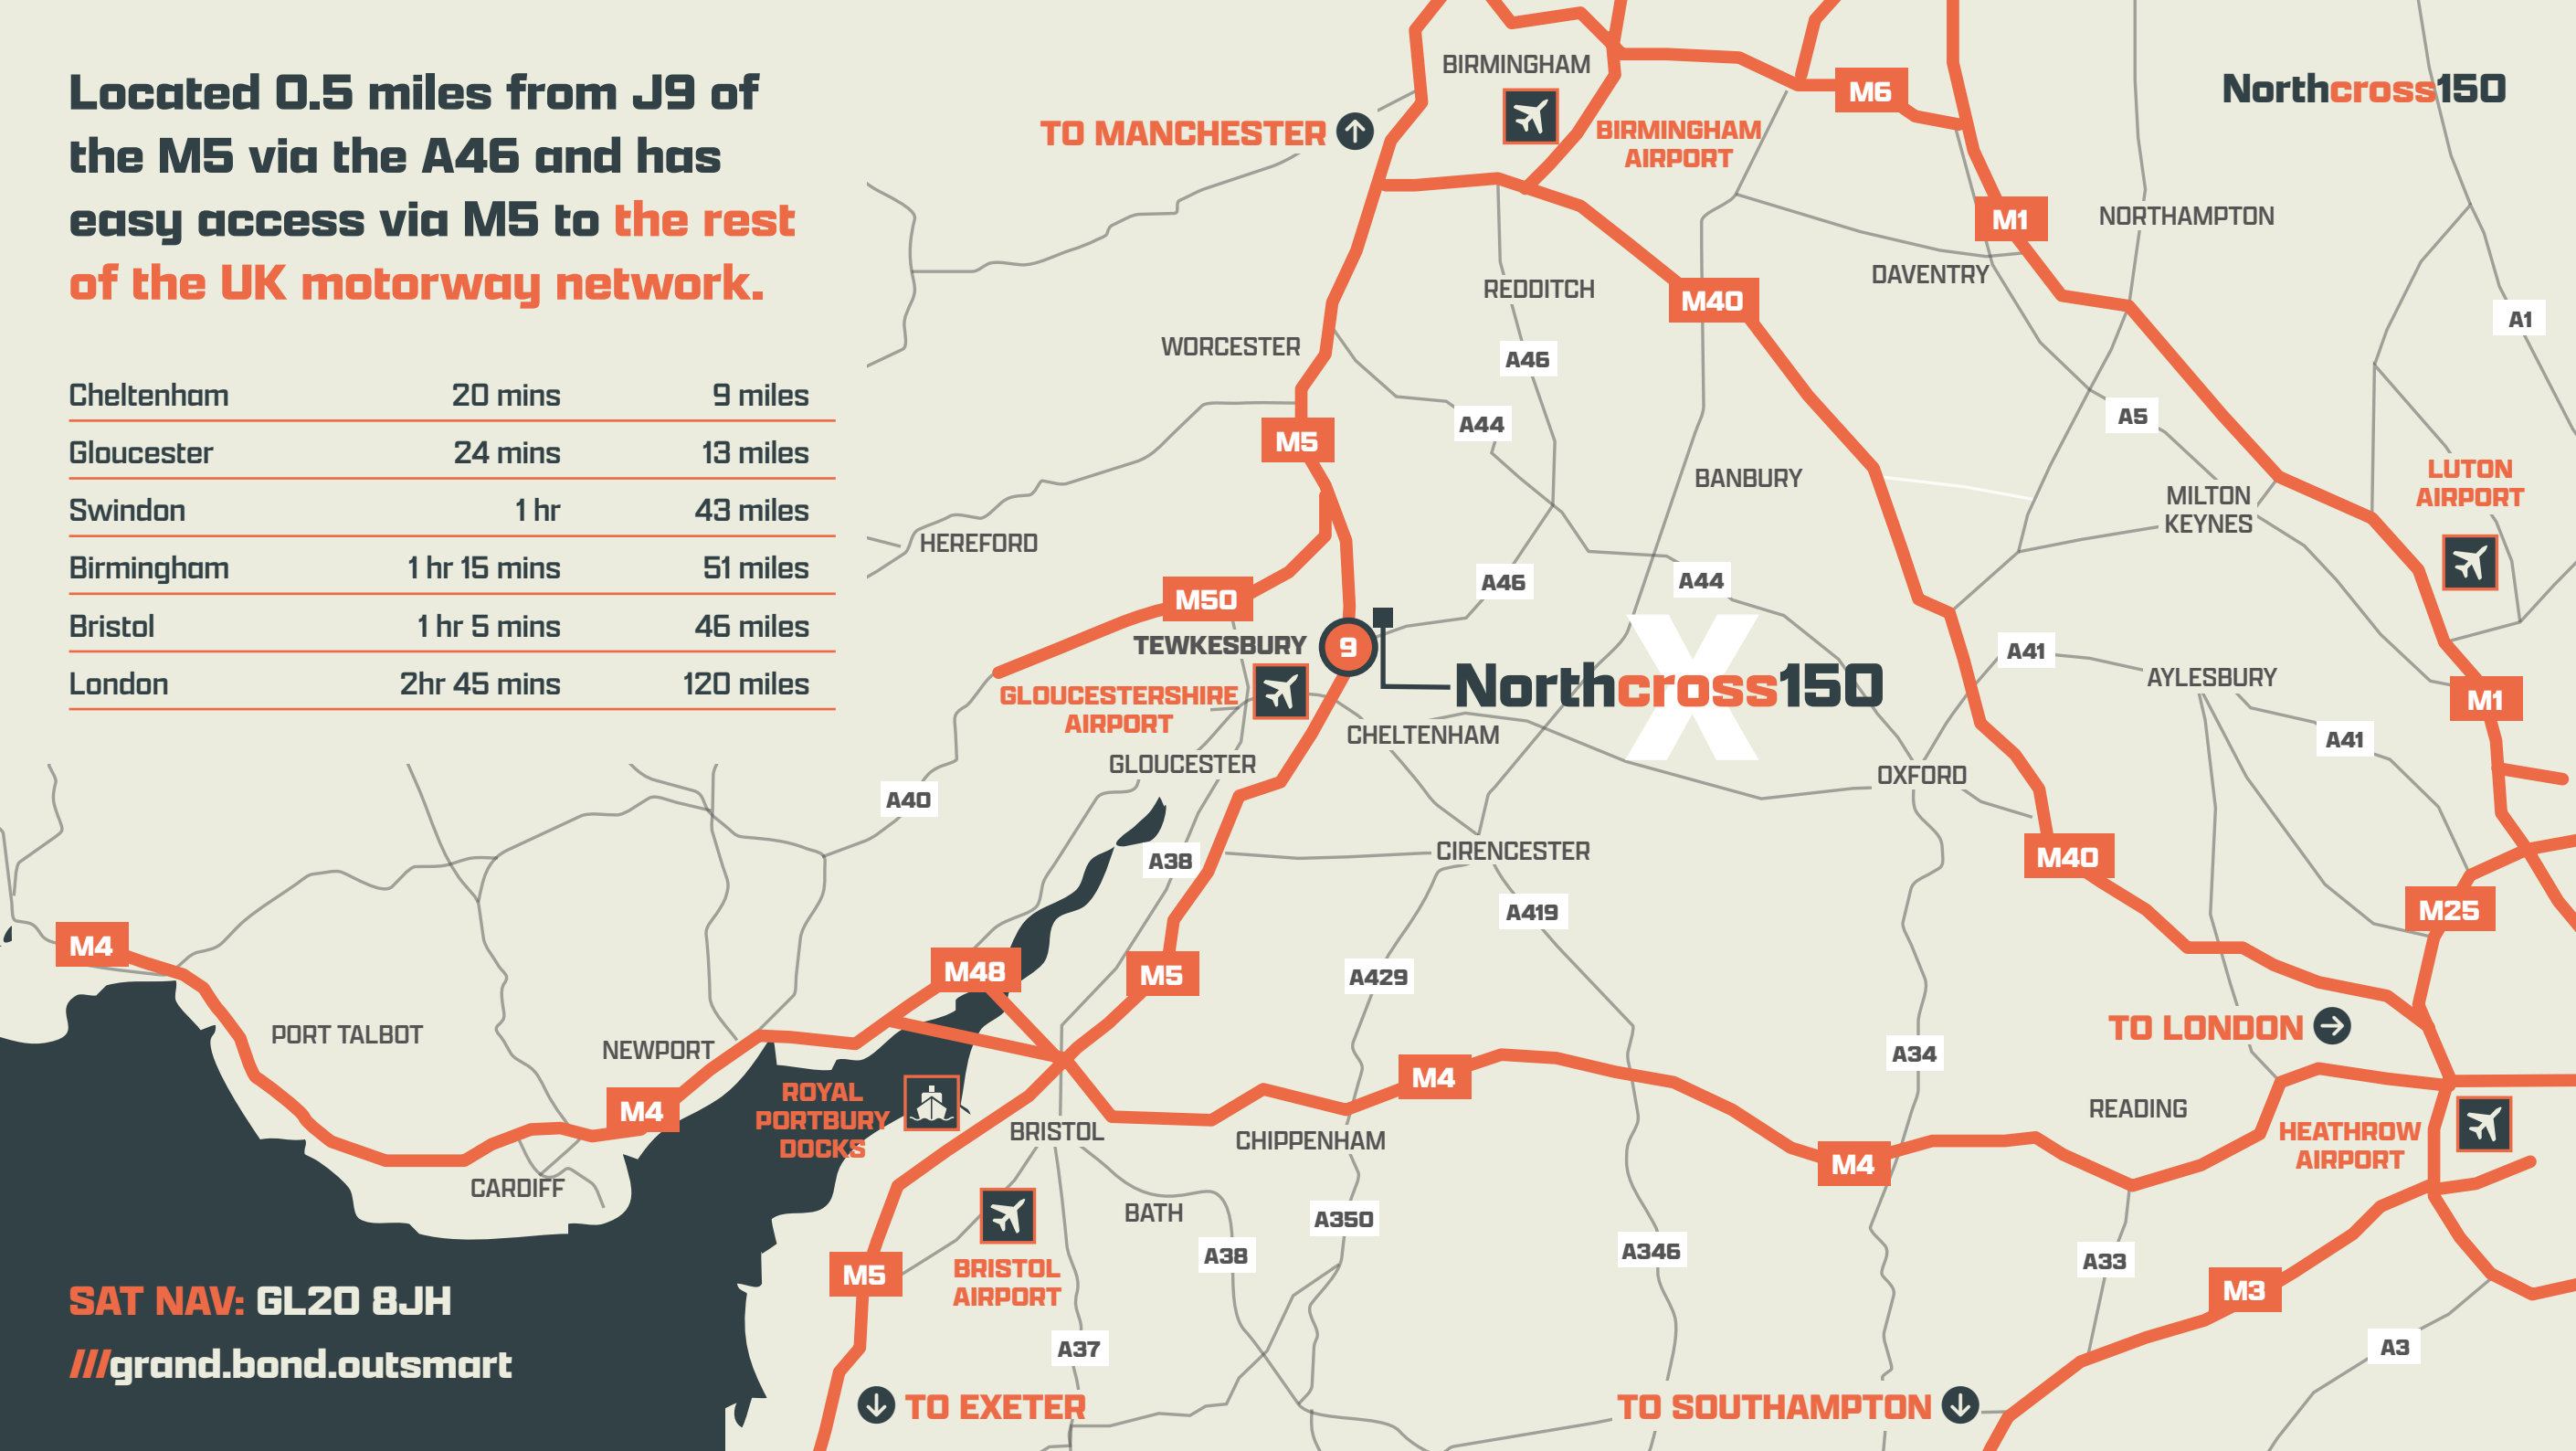 Located 0.5 miles from J9 of
the M5 via the A46 and has
easy access via M5 to the rest
of the UK motorway network.
Cheltenham 20 mins 9 miles
Gloucester 24 mins 13 miles
Swindon 1 hr 43 miles
Birmingham 1 hr 15 mins 51 miles
Bristol 1 hr 5 mins 46 miles
London 2hr 45 mins 120 miles
SAT NAV: GL20 8JH
///grand.bond.outsmart
Northcross150
BIRMINGHAM
M6
TO MANCHESTER
BIRMINGHAM
AIRPORT
M1
NORTHAMPTON
DAVENTRY
REDDITCH
M40
A1
WORCESTER
A46
A5
A44
M5
LUTON
AIRPORT
BANBURY
MILTON
KEYNES
HEREFORD
A46
A44
M50
TEWKESBURY
9
A41
AYLESBURY
GLOUCESTERSHIRE
AIRPORT
X
Northcross150
M1
CHELTENHAM
A41
GLOUCESTER
OXFORD
A40
A38
CIRENCESTER
M40
A419
M25
M4
M48
M5
A429
PORT TALBOT
NEWPORT
TO LONDON
A34
M4
ROYAL
PORTBURY
DOCKS
M4
READING
BRISTOL
CHIPPENHAM
HEATHROW
AIRPORT
M4
CARDIFF
BATH
A350
A38
A346
A33
M5
BRISTOL
AIRPORT
M3
A37
A3
TO EXETER
TO SOUTHAMPTON